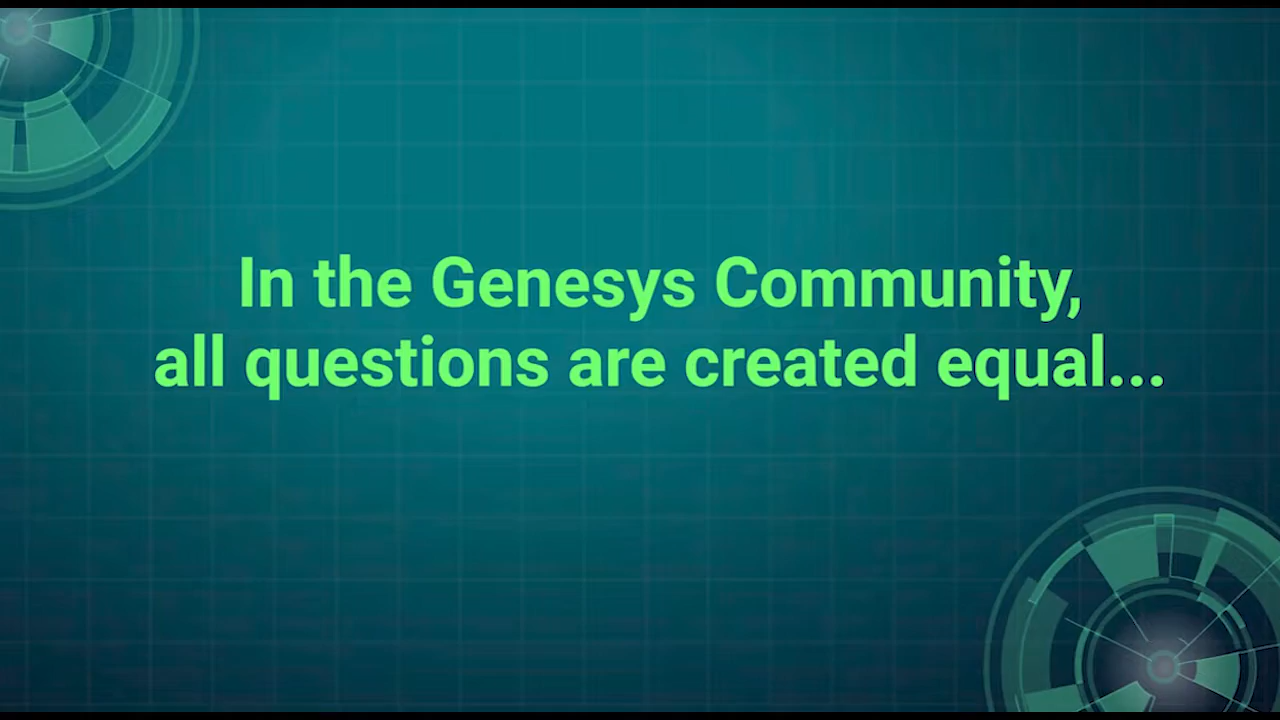 In the Genesys Community,
all questions are created equal...